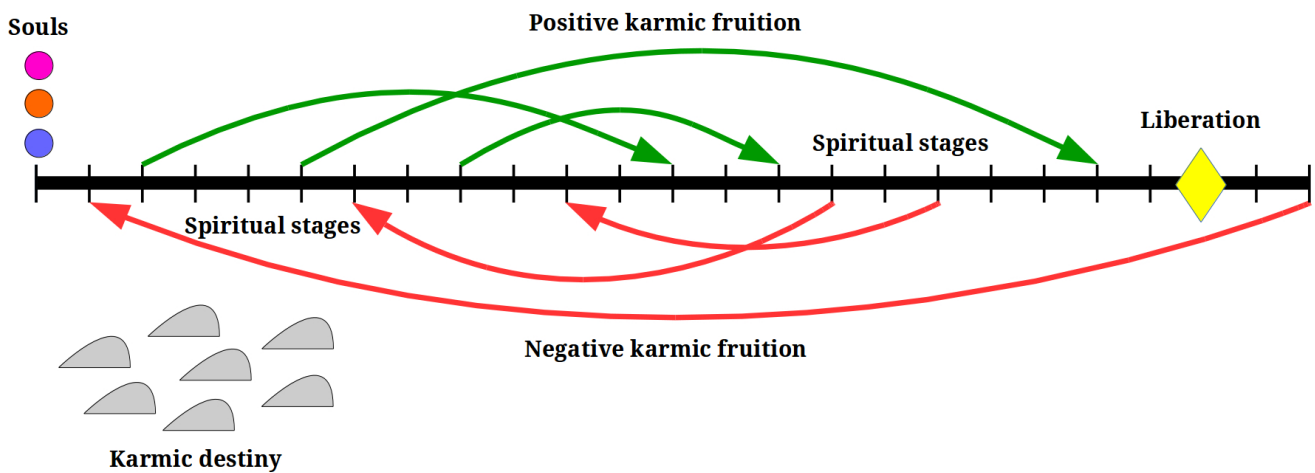 Souls
Positive karmic fruition
Liberation
Spiritual stages
Spiritual stages
Negative karmic fruition
Karmic destiny